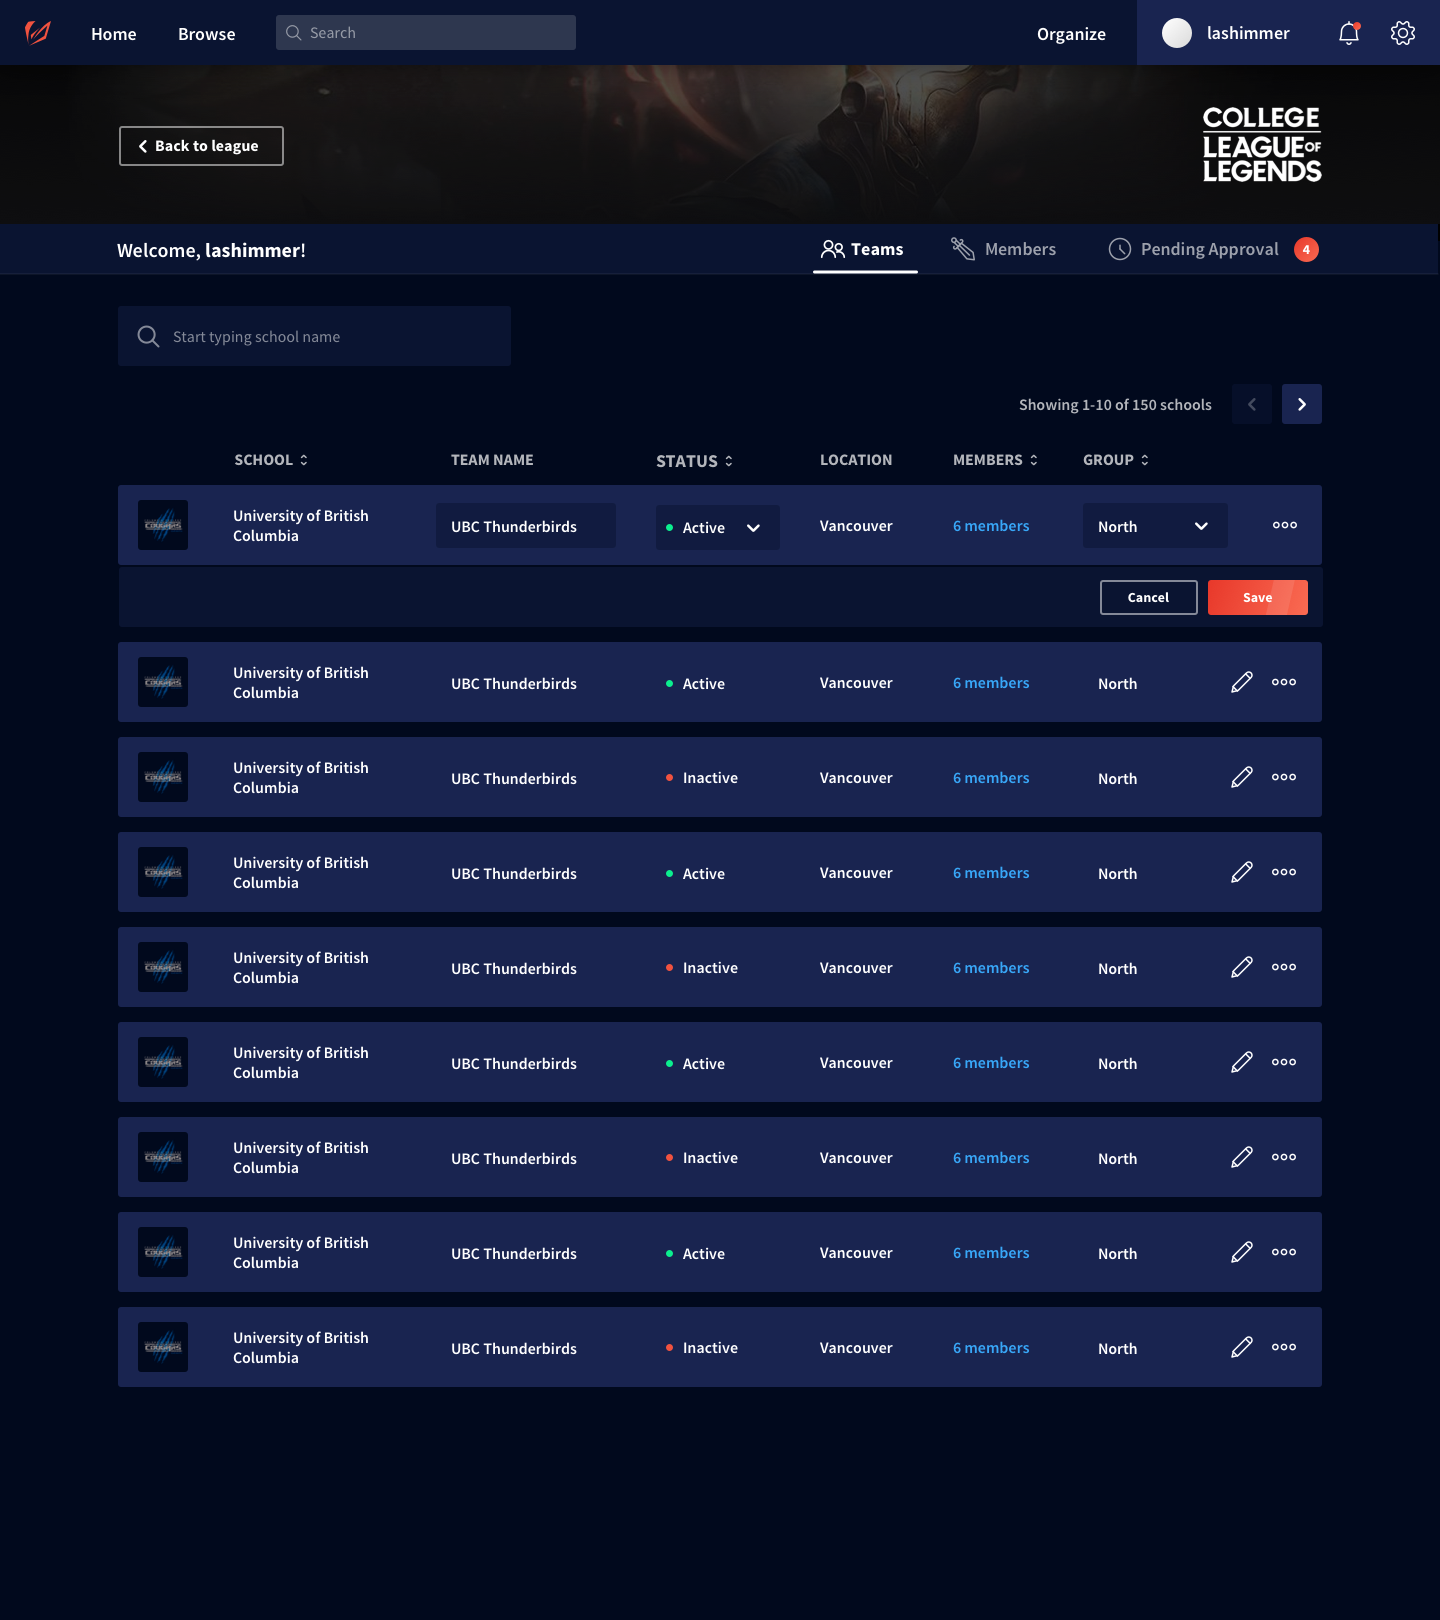 Home
Browse
Search
Organize
lashimmer
Back to league
COLLEGE
LEAGUE OF
LEGENDS
Welcome, lashimmer!
Teams
Members
Pending Approval
4
Start typing school name
Showing 1-10 of 150 schools
SCHOOL
TEAM NAME
STATUS
LOCATION
MEMBERS
GROUP
University of British
Columbia
UBC Thunderbirds
Active
Vancouver
6 members
North
Cancel
Save
University of British
Columbia
UBC Thunderbirds
Active
Vancouver
6 members
North
University of British
Columbia
UBC Thunderbirds
Inactive
Vancouver
6 members
North
University of British
Columbia
UBC Thunderbirds
Active
Vancouver
6 members
North
University of British
Columbia
UBC Thunderbirds
Inactive
Vancouver
6 members
North
University of British
Columbia
UBC Thunderbirds
Active
Vancouver
6 members
North
University of British
Columbia
UBC Thunderbirds
Inactive
Vancouver
6 members
North
University of British
Columbia
UBC Thunderbirds
Active
Vancouver
6 members
North
University of British
Columbia
UBC Thunderbirds
Inactive
Vancouver
6 members
North